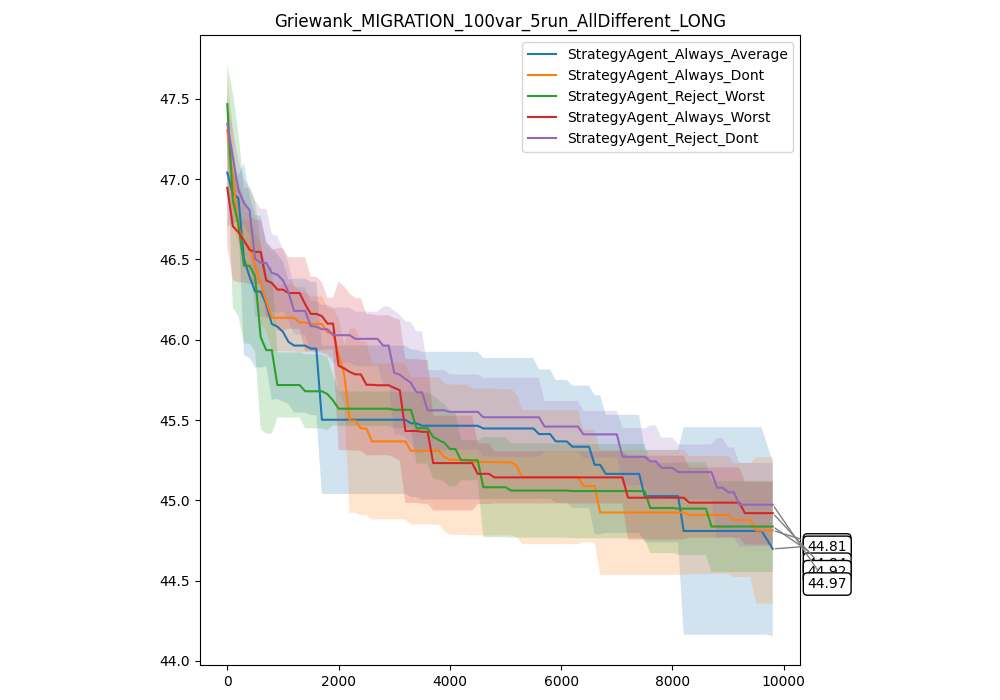 Griewank_MIGRATION_100var_5run_AllDifferent_LONG
StrategyAgent_Always_Average
StrategyAgent_Always_Dont
StrategyAgent_Reject_Worst
StrategyAgent_Always_Worst
StrategyAgent_Reject_Dont
47.5
47.0
46.5
46.0
45.5
45.0
44.5
44.0
44.81
44.92
44.97
0
2000
4000
6000
8000
10000